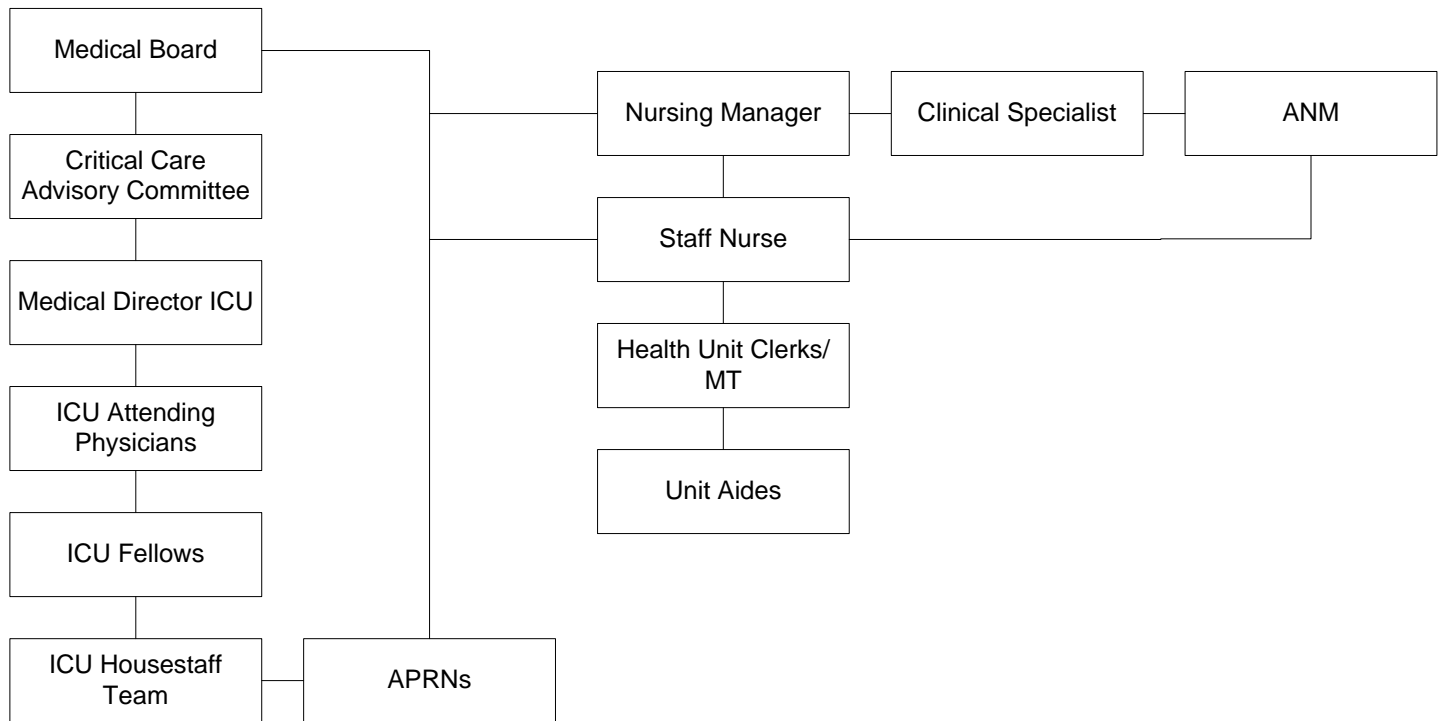 Medical Board
Critical Care
Advisory Committee
Medical Director ICU
ICU Attending
Physicians
ICU Fellows
ICU Housestaff
Team
APRNs
Nursing Manager
Clinical Specialist
ANM
Staff Nurse
Health Unit Clerks/
MT
Unit Aides